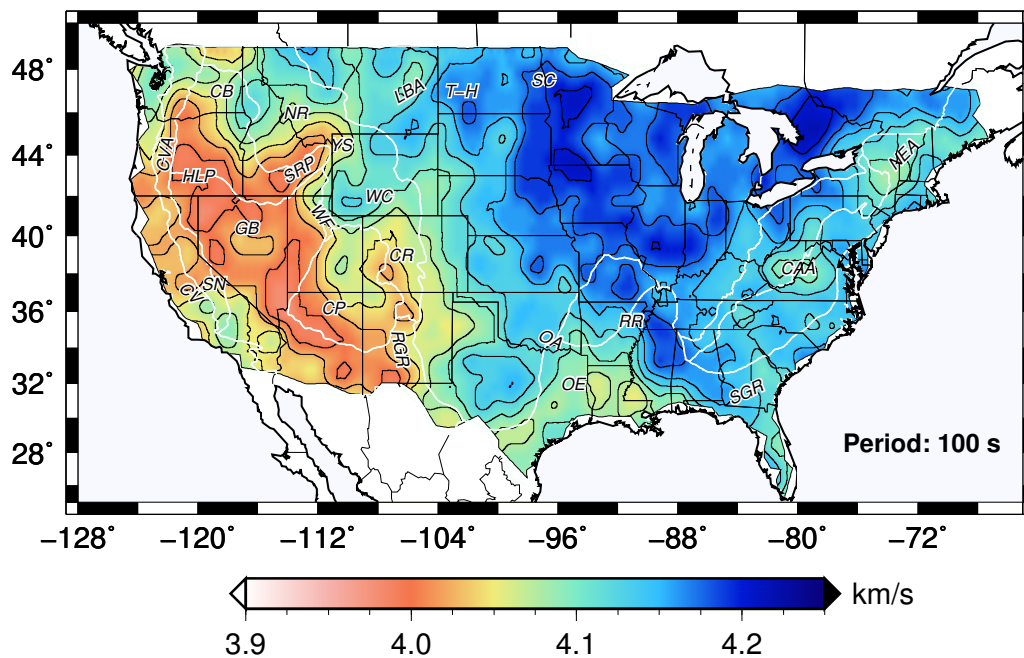 48°
44°
40°
36°
32°
28°
CB
LBA
T-H
SC
NR
CVA
YS
NEA
HLP
SRP
WC
WF
GB
CR
CAA
SN
GV
CP
RR
OA
RGR
OE
SGR
Period: 100 s
−128° −120° −112° −104° −96° −88° −80° −72°
km/s
3.9 4.0 4.1 4.2